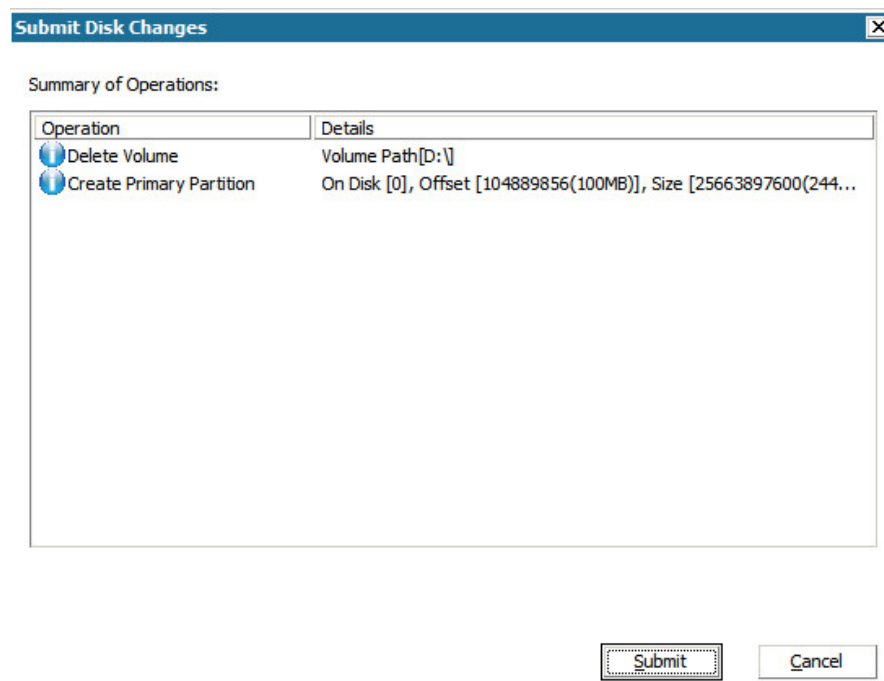 Submit Disk Changes
Summary of Operations:
Operation Details
Delete Volume Volume Path[D:\]
Create Primary Partition On Disk [0], Offset [104889856(100MB)], Size [25663897600(244...
Submit Cancel